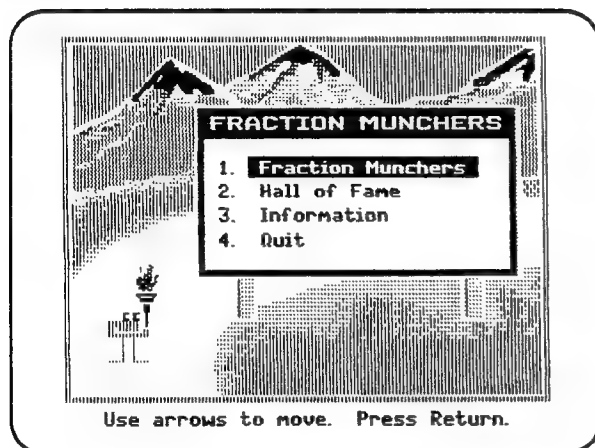 FRACTION MUNCHERS
1. Fraction Munchers
2. Hall of Fame
3. Information
4. Quit
Use arrows to move. Press Return.